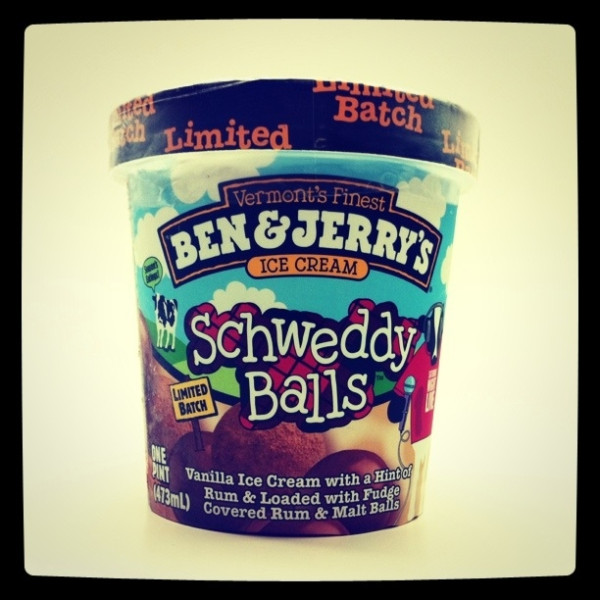 Limited
Batch
Limited
Vermont's Finest
BEN & JERRY'S
ICE CREAM
Schweddy
Balls
LIMITED
BATCH
ONE
PINT
(473mL)
Vanilla Ice Cream with a Hint of
Rum & Loaded with Fudge
Covered Rum & Malt Balls